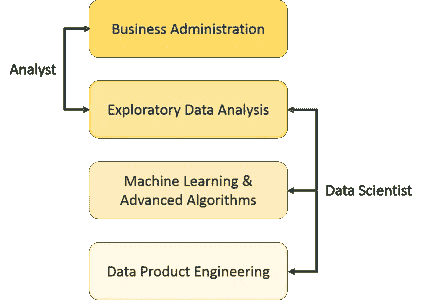 Business Administration
Analyst
Exploratory Data Analysis
Machine Learning &
Advanced Algorithms
Data Scientist
Data Product Engineering